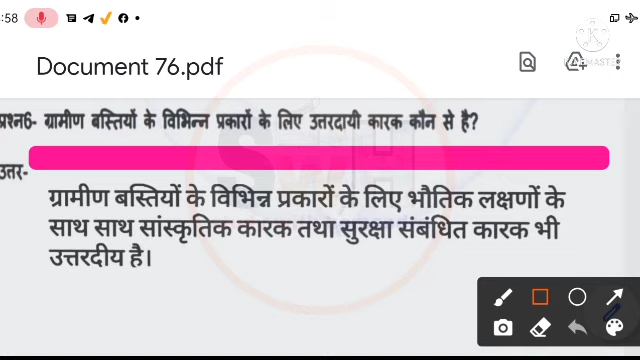 :58
Document 76.pdf
KINEMASTER
प्रश्न6- ग्रामीण बस्तियों के विभिन्न प्रकारों के लिए उत्तरदायी कारक कौन से है?
उत्तर-
ग्रामीण बस्तियों के विभिन्न प्रकारों के लिए भौतिक लक्षणों के
साथ साथ सांस्कृतिक कारक तथा सुरक्षा संबंधित कारक भी
उत्तरदीय है।